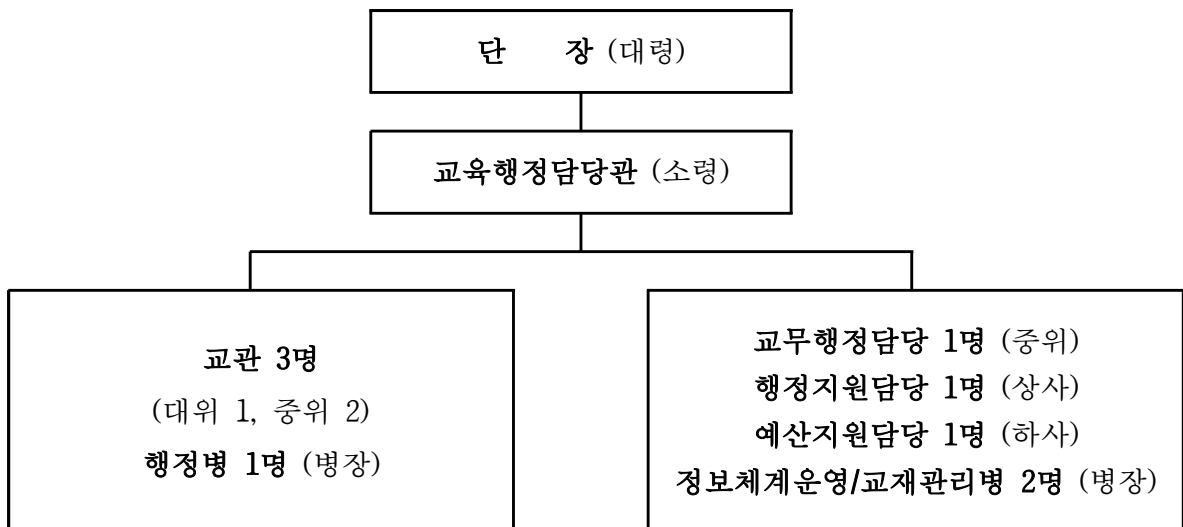 단 장 (대령)
교육행정담당관 (소령)
교관 3명
(대위 1, 중위 2)
행정병 1명 (병장)
교무행정담당 1명 (중위)
행정지원담당 1명 (상사)
예산지원담당 1명 (하사)
정보체계운영/교재관리병 2명 (병장)